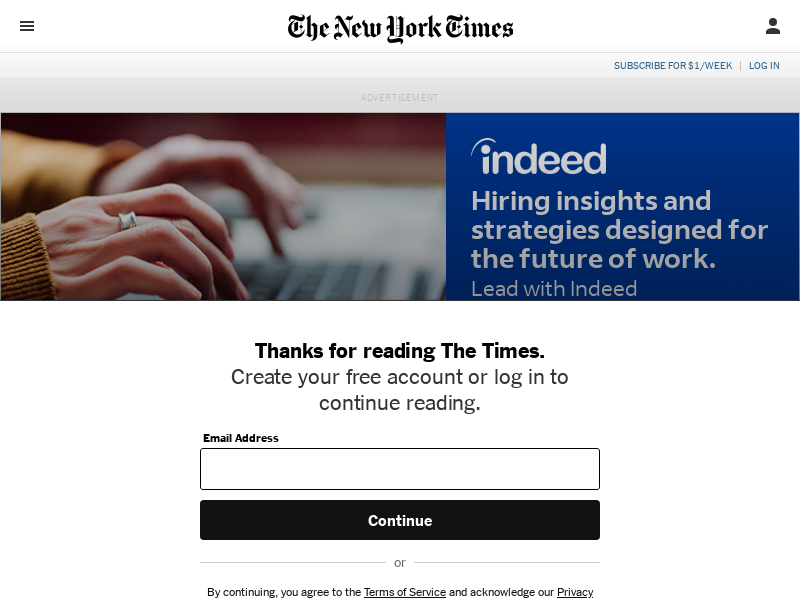 The New York Times
SUBSCRIBE FOR $1/WEEK | LOG IN
ADVERTISEMENT
indeed
Hiring insights and
strategies designed for
the future of work.
Lead with Indeed
Thanks for reading The Times.
Create your free account or log in to
continue reading.
Email Address
Continue
or
By continuing, you agree to the Terms of Service and acknowledge our Privacy